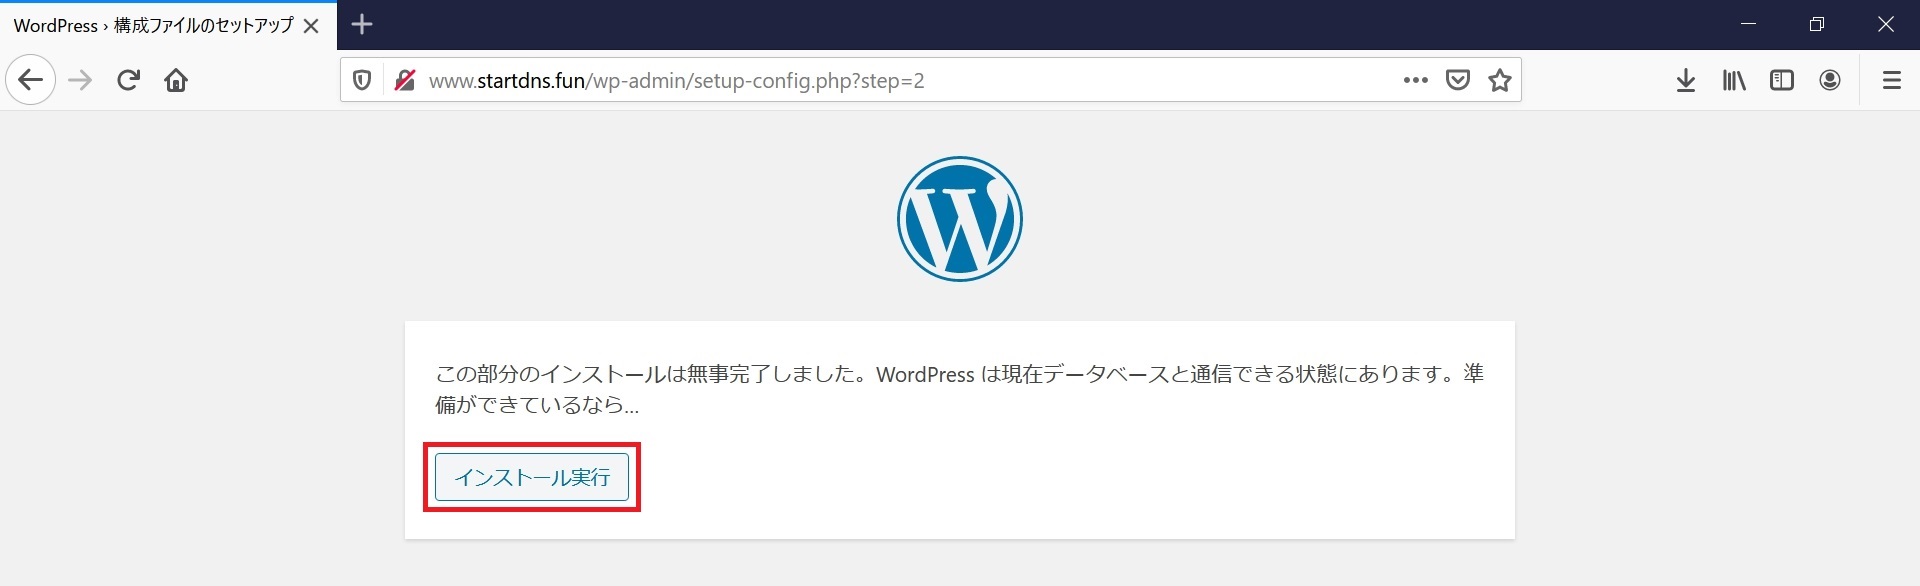 WordPress › 構成ファイルのセットアップ
www.startdns.fun/wp-admin/setup-config.php?step=2
この部分のインストールは無事完了しました。WordPress は現在データベースと通信できる状態にあります。準
備ができているなら…
インストール実行